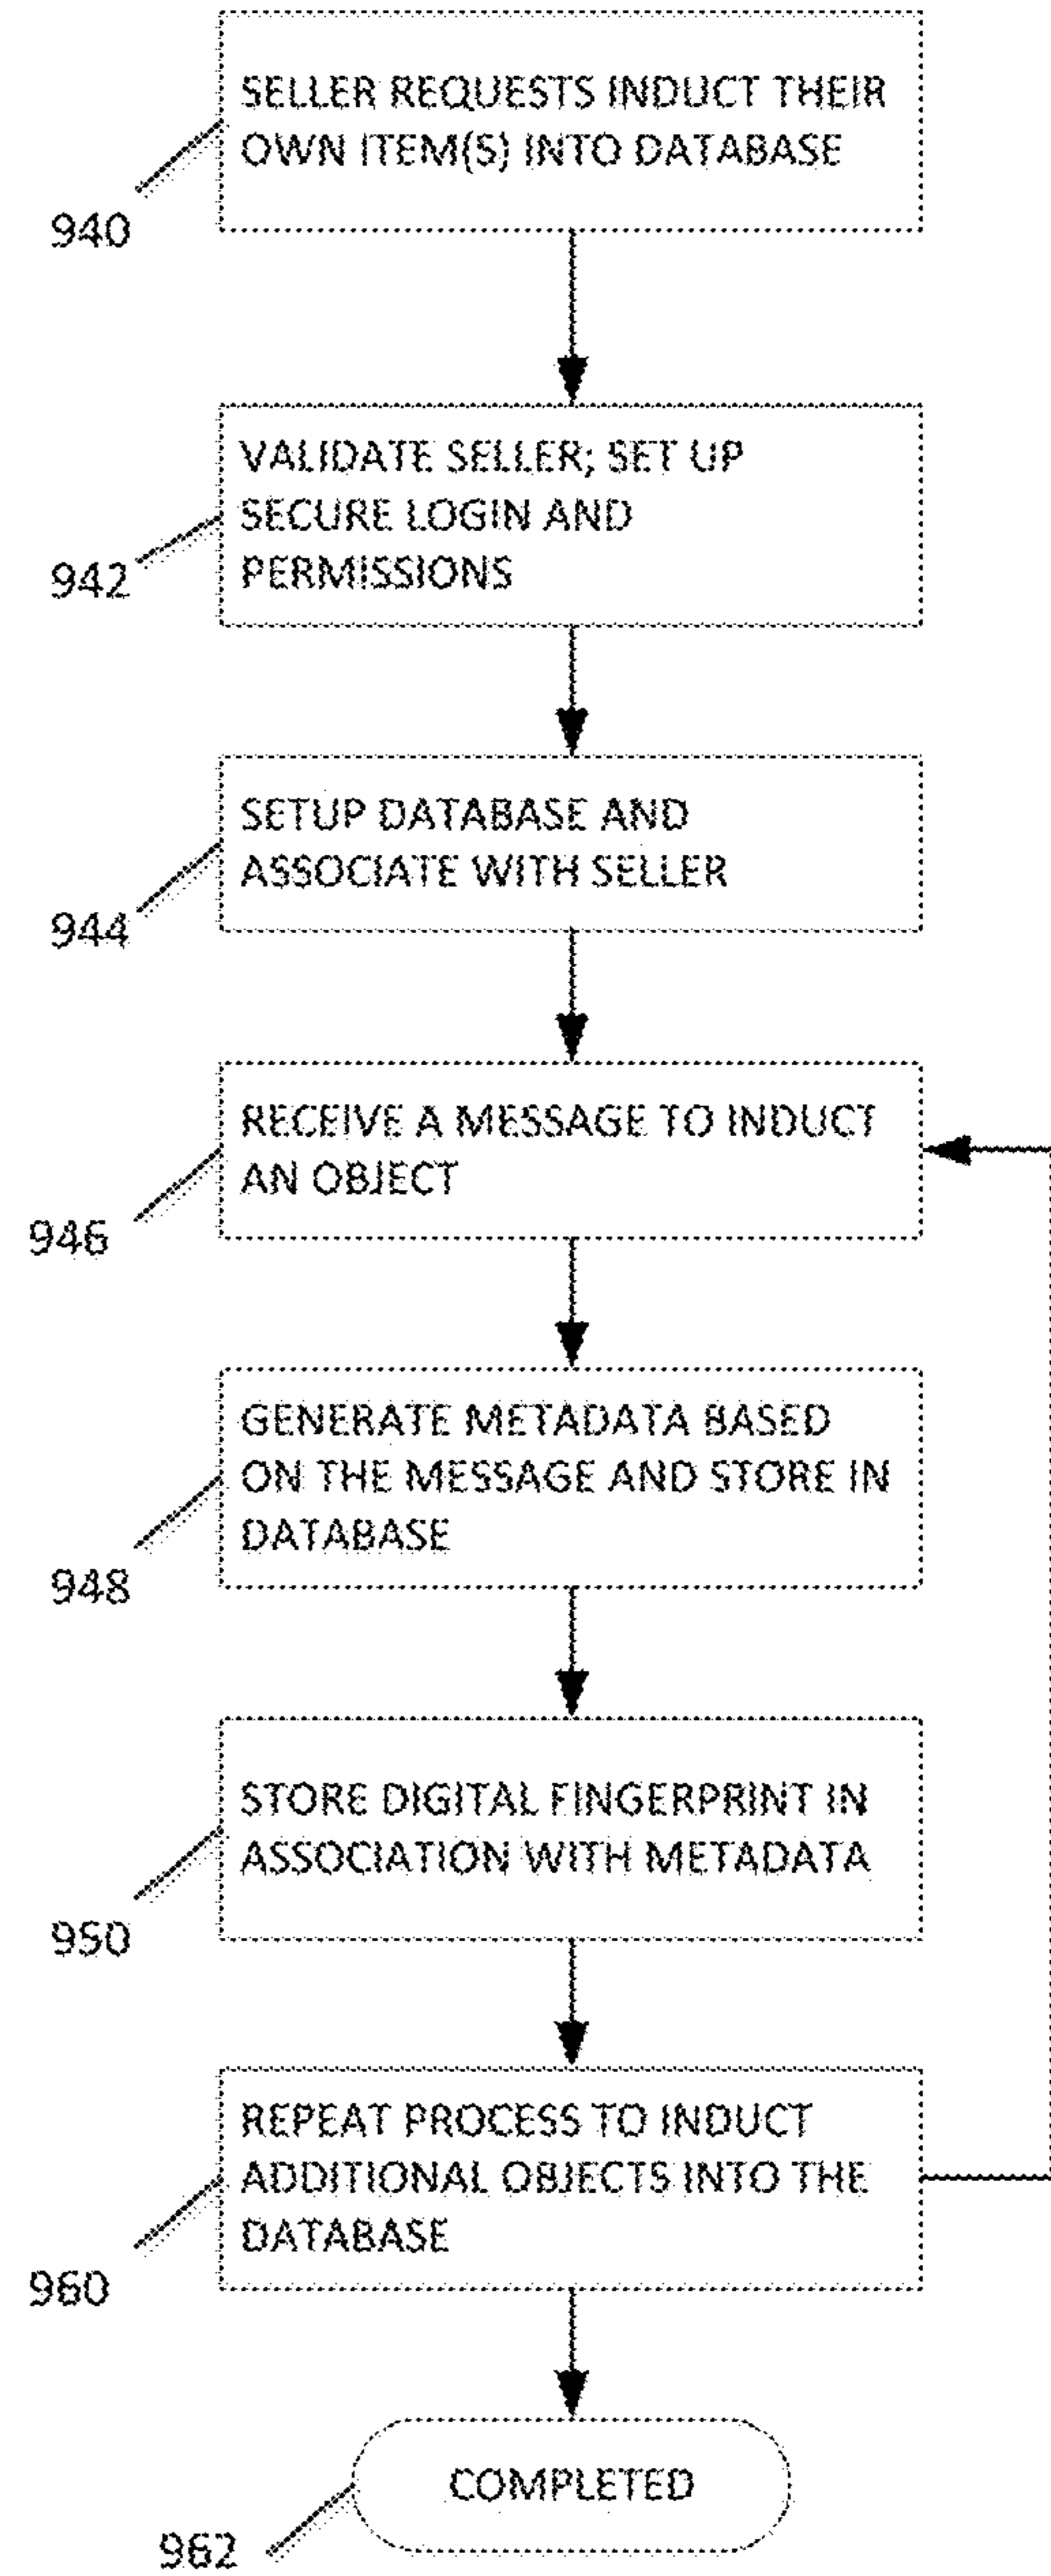 SELLER REQUESTS INDUCT THEIR
OWN ITEM(S) INTO DATABASE
940
VALIDATE SELLER; SET UP
SECURE LOGIN AND
PERMISSIONS
942
SETUP DATABASE AND
ASSOCIATE WITH SELLER
944
RECEIVE A MESSAGE TO INDUCT
AN OBJECT
946
GENERATE METADATA BASED
ON THE MESSAGE AND STORE IN
DATABASE
948
STORE DIGITAL FINGERPRINT IN
ASSOCIATION WITH METADATA
950
REPEAT PROCESS TO INDUCT
ADDITIONAL OBJECTS INTO THE
DATABASE
960
COMPLETED
962